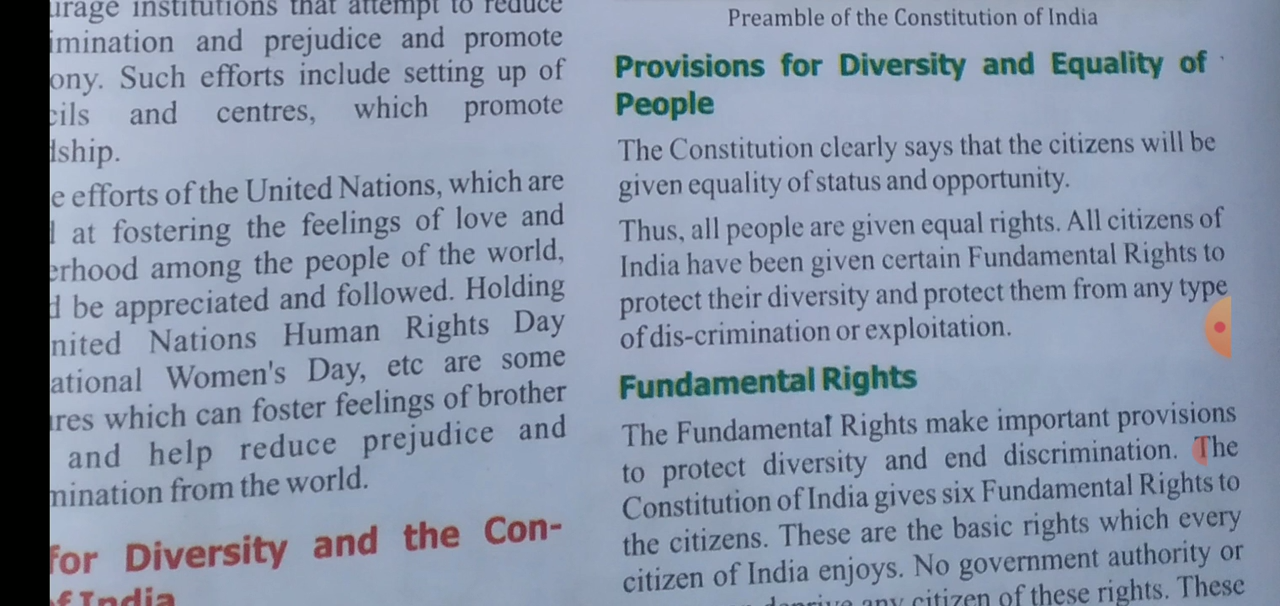 urage institutions that attempt to reduce
imination and prejudice and promote
ony. Such efforts include setting up of
cils and centres, which promote
dship.
e efforts of the United Nations, which are
at fostering the feelings of love and
erhood among the people of the world,
d be appreciated and followed. Holding
nited Nations Human Rights Day
ational Women's Day, etc are some
ures which can foster feelings of brother
and help reduce prejudice and
mination from the world.
for Diversity and the Con-
f India
Preamble of the Constitution of India
Provisions for Diversity and Equality of
People
The Constitution clearly says that the citizens will be
given equality of status and opportunity.
Thus, all people are given equal rights. All citizens of
India have been given certain Fundamental Rights to
protect their diversity and protect them from any type
of dis-crimination or exploitation.
Fundamental Rights
The Fundamental Rights make important provisions
to protect diversity and end discrimination. The
Constitution of India gives six Fundamental Rights to
the citizens. These are the basic rights which every
citizen of India enjoys. No government authority or
deprive any citizen of these rights. These